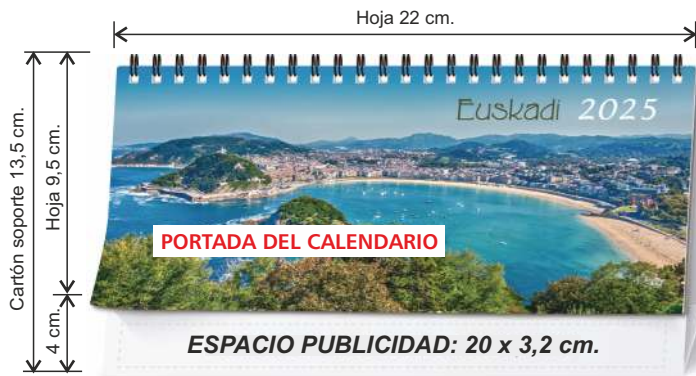 Hoja 22 cm.
Cartón soporte 13,5 cm.
Hoja 9,5 cm.
4 cm.
Euskadi 2025
PORTADA DEL CALENDARIO
ESPACIO PUBLICIDAD: 20 x 3,2 cm.